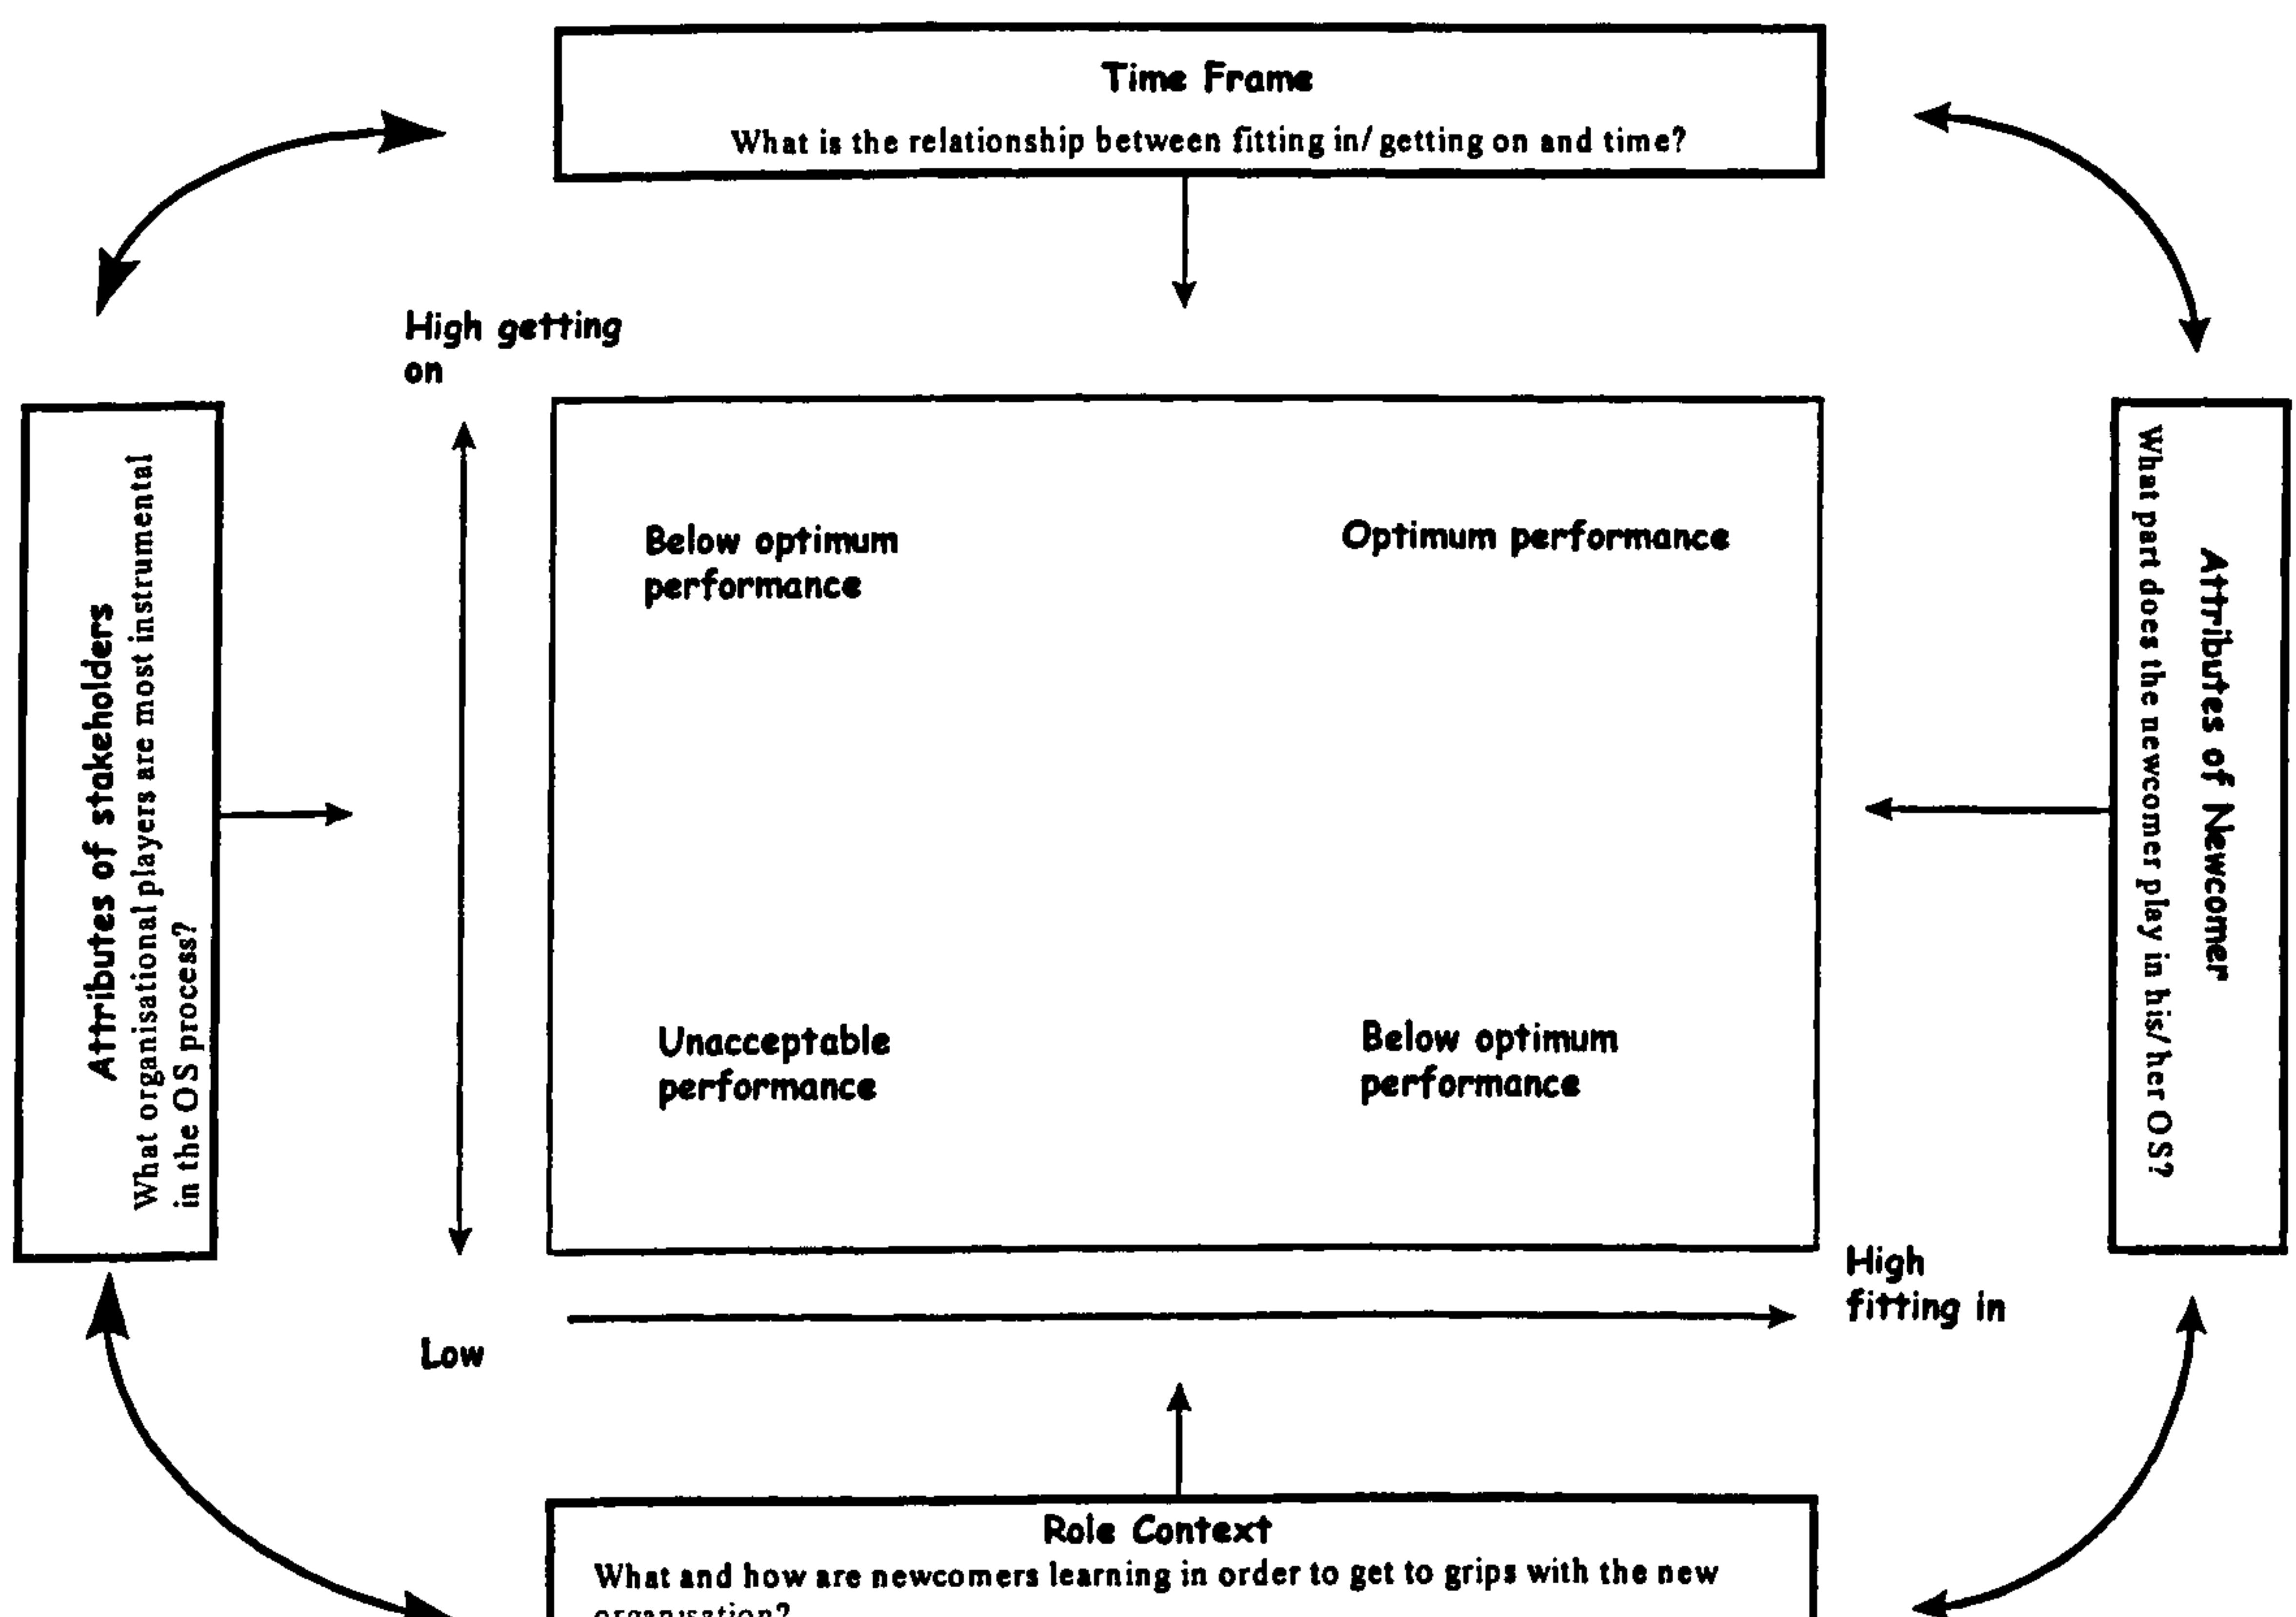 Time Frame
What is the relationship between fitting in/ getting on and time?
High getting
on
Attributes of stakeholders
What organisational players are most instrumental
in the OS process?
Below optimum
performance
Optimum performance
Unacceptable
performance
Below optimum
performance
Attributes of Newcomer
What part does the newcomer play in his/her OS?
High
fitting in
Low
Role Context
What and how are newcomers learning in order to get to grips with the new
organisation?